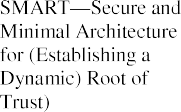 SMART—Secure and
Minimal Architecture
for (Establishing a
Dynamic) Root of
Trust)